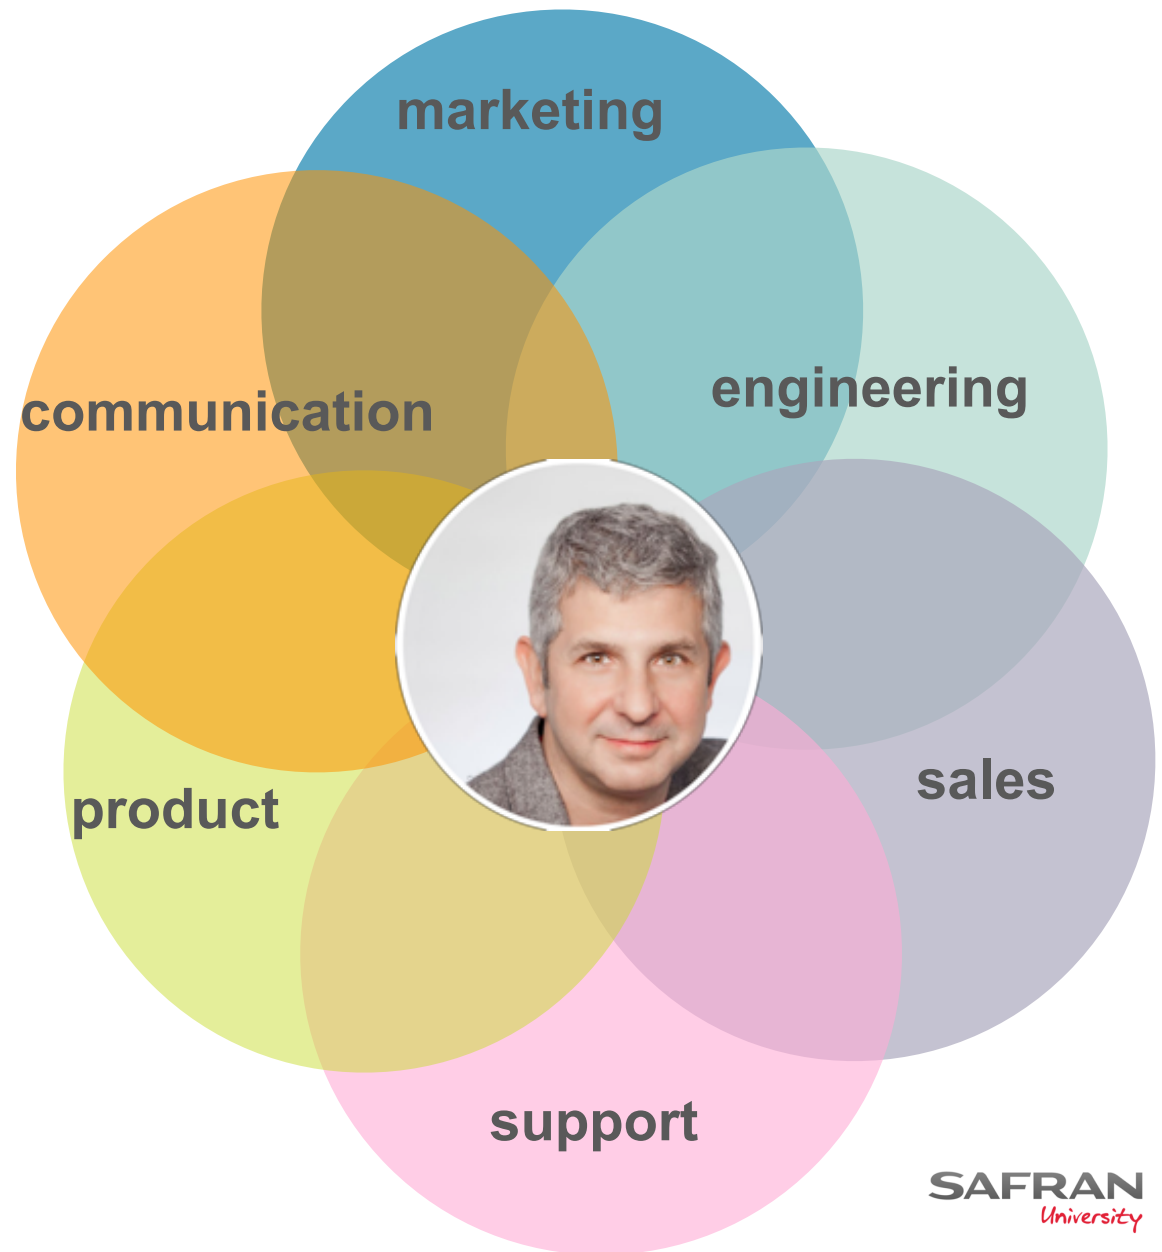 marketing
engineering
communication
sales
product
support
SAFRAN
University